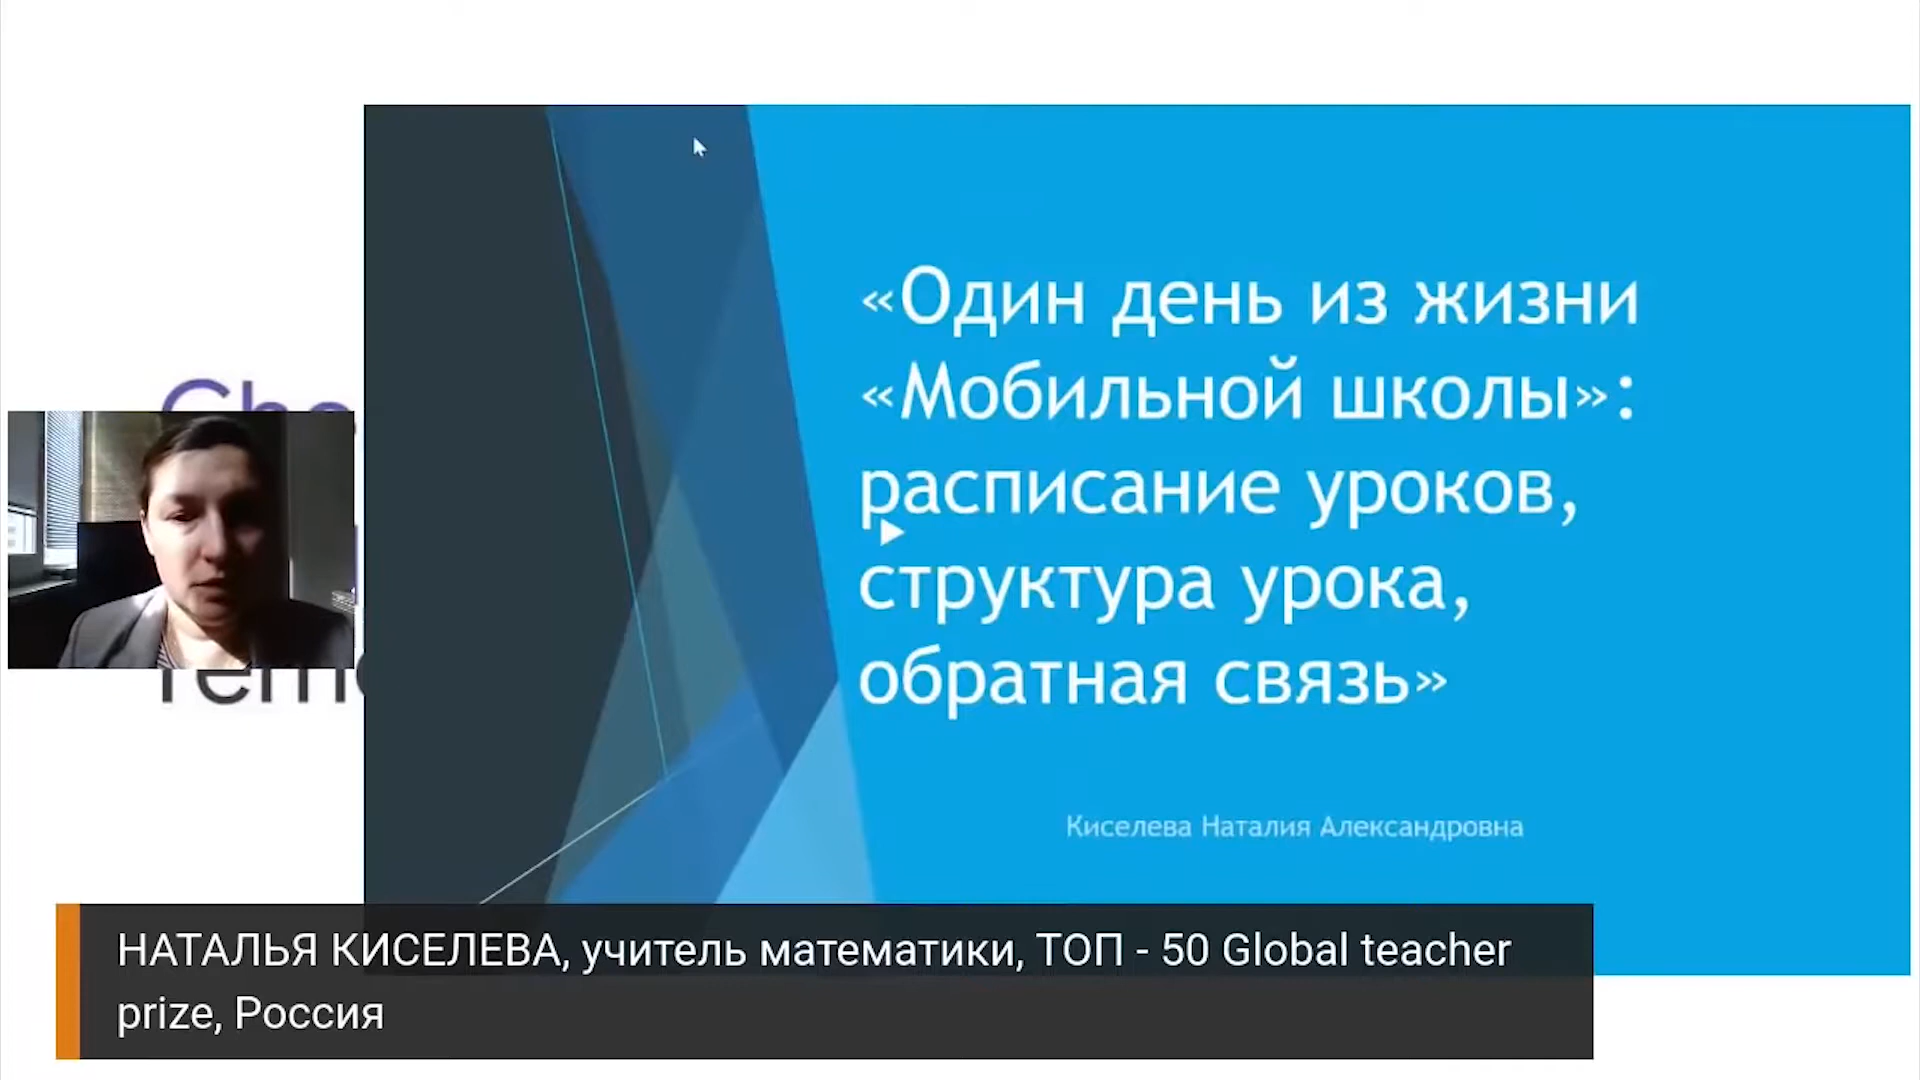 «Один день из жизни
«Мобильной школы»:
расписание уроков,
структура урока,
обратная связь»
Киселева Наталия Александровна
НАТАЛЬЯ КИСЕЛЕВА, учитель математики, ТОП - 50 Global teacher
prize, Россия